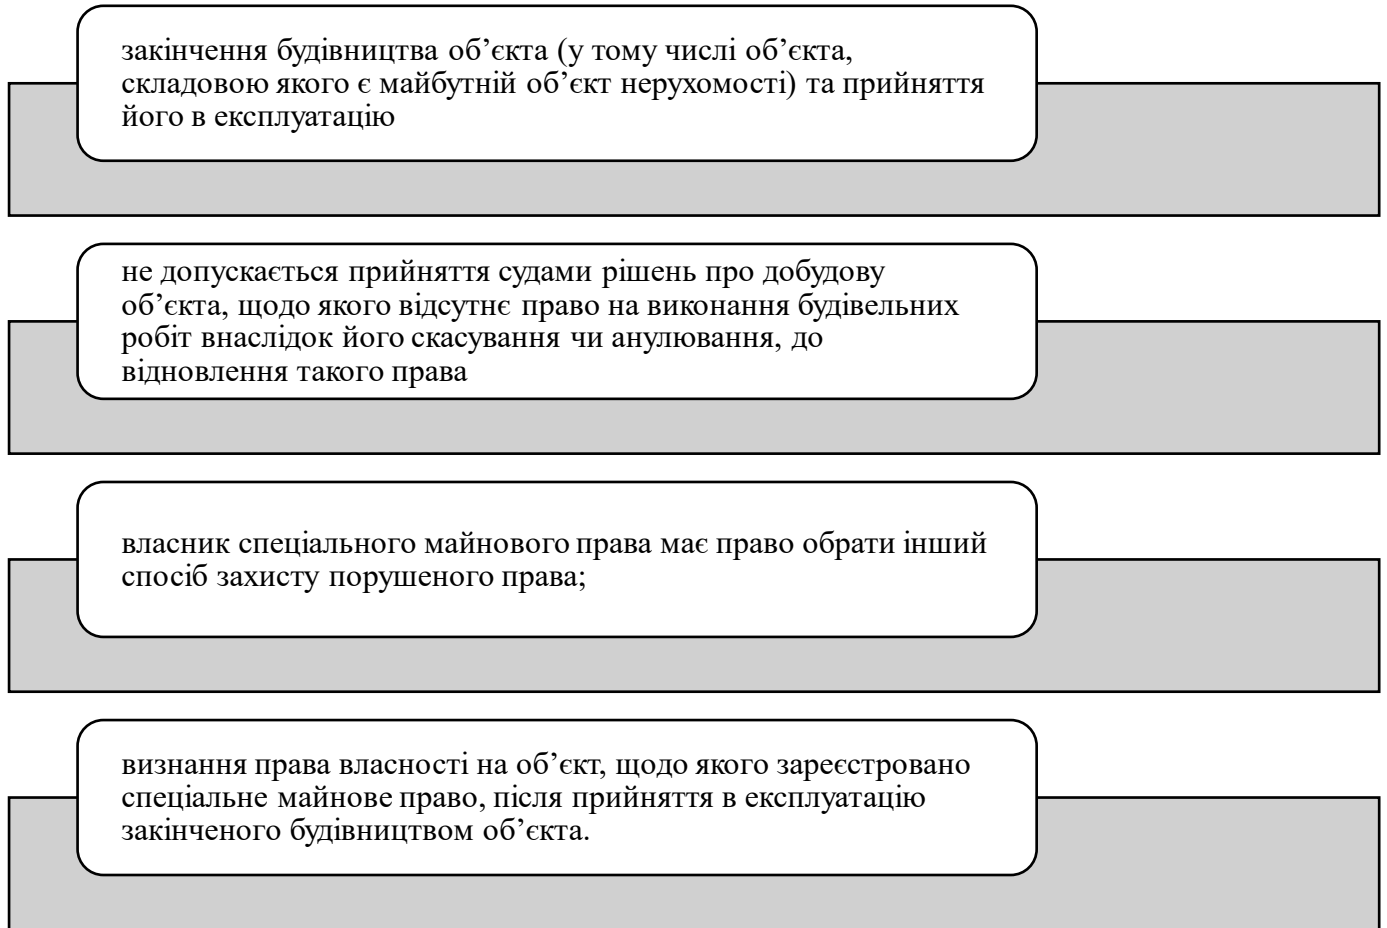 закінчення будівництва об’єкта (у тому числі об’єкта,
складовою якого є майбутній об’єкт нерухомості) та прийняття
його в експлуатацію
не допускається прийняття судами рішень про добудову
об’єкта, щодо якого відсутнє право на виконання будівельних
робіт внаслідок його скасування чи анулювання, до
відновлення такого права
власник спеціального майнового права має право обрати інший
спосіб захисту порушеного права;
визнання права власності на об’єкт, щодо якого зареєстровано
спеціальне майнове право, після прийняття в експлуатацію
закінченого будівництвом об’єкта.